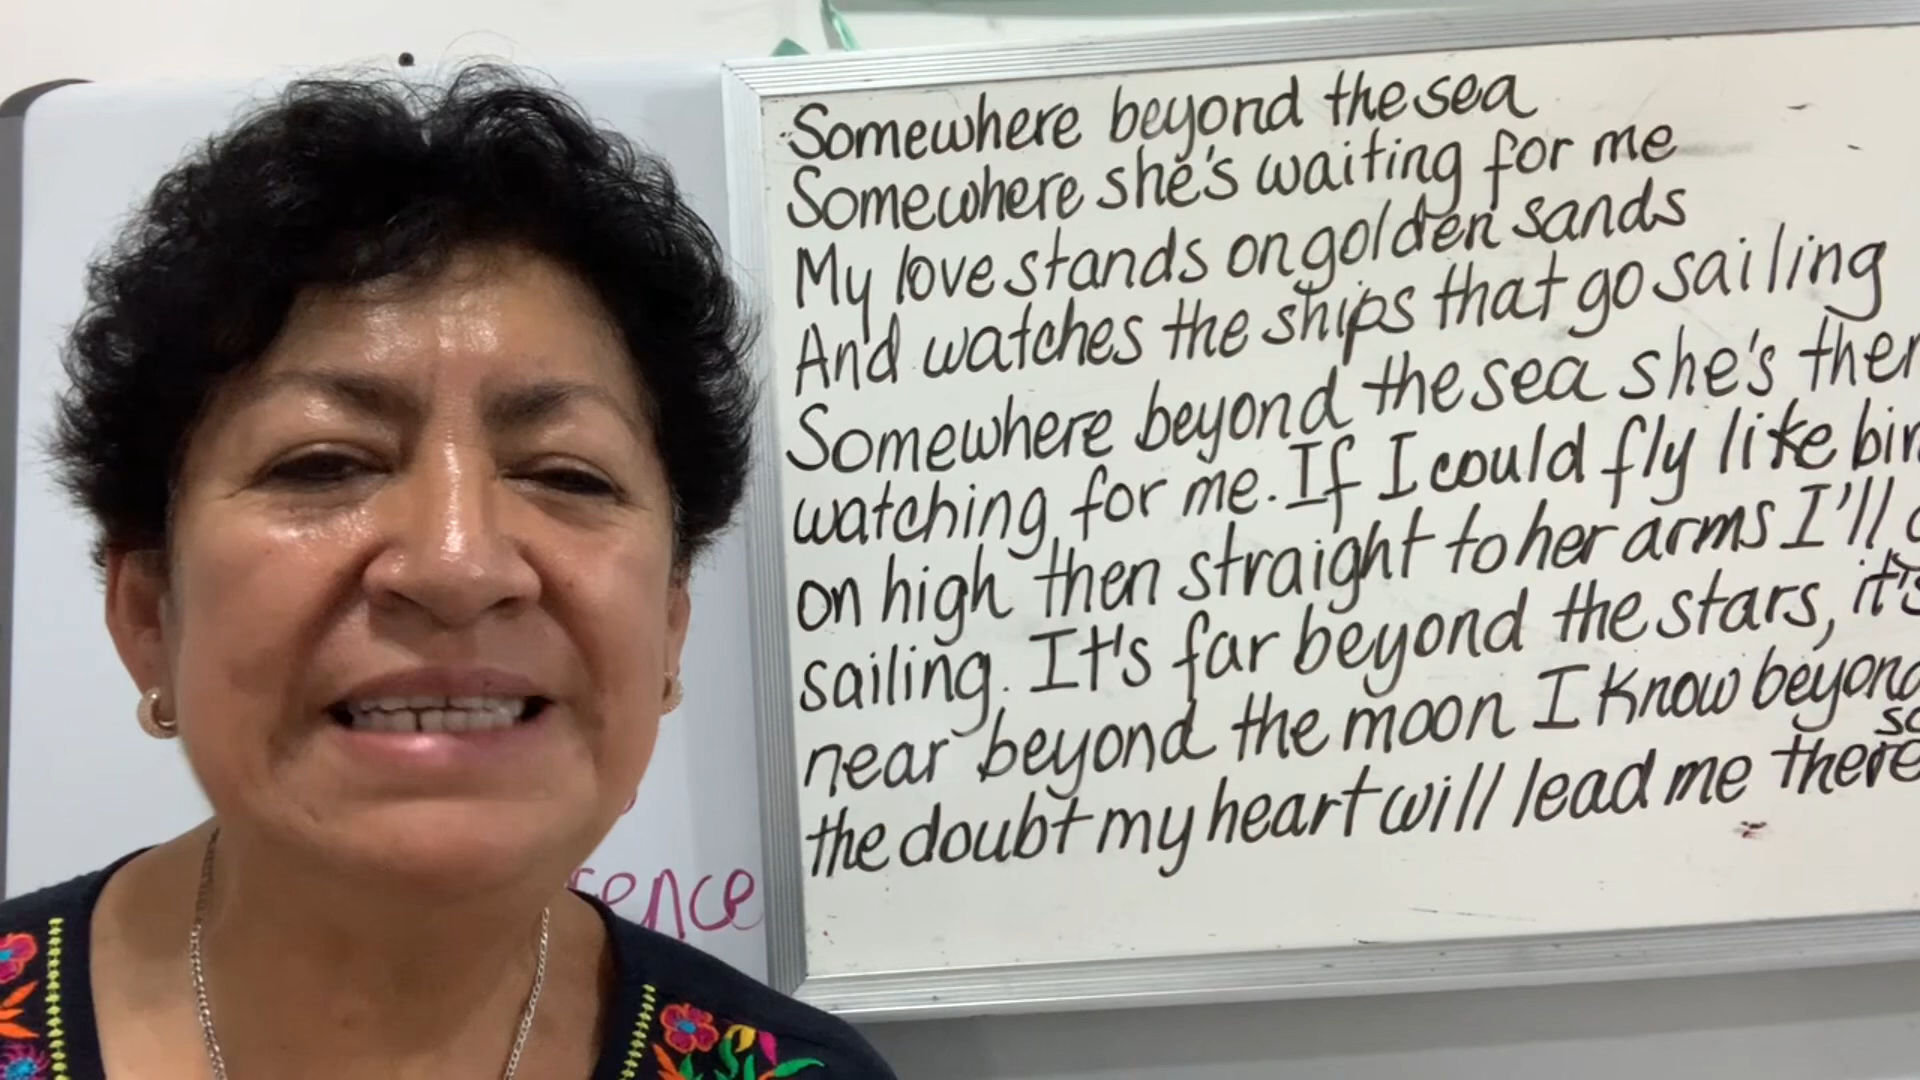 Somewhere beyond the sea
Somewhere she's waiting for me
My love stands on golden sands
And watches the ships that go sailing
Somewhere beyond the sea she's
watching for me. If I could fly like
on high then straight to her arms I'll
sailing. It's far beyond the stars, it's
near beyond the moon I know beyond
the doubt my heart will lead me there